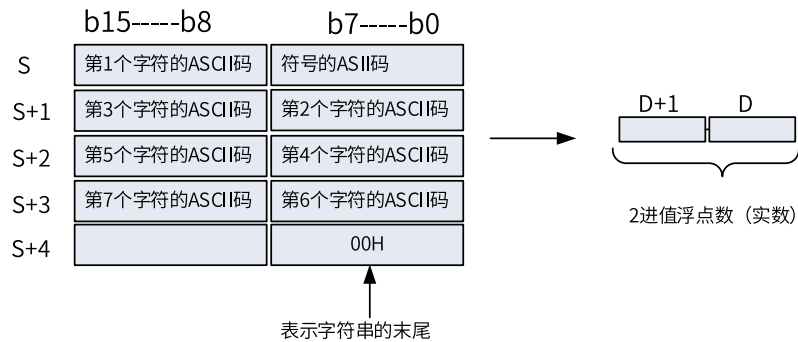 b15-----b8 b7-----b0
S 第1个字符的ASCII码 符号的ASII码
S+1 第3个字符的ASCII码 第2个字符的ASCII码
D+1 D
S+2 第5个字符的ASCII码 第4个字符的ASCII码
S+3 第7个字符的ASCII码 第6个字符的ASCII码
2进值浮点数（实数）
S+4 00H
表示字符串的末尾